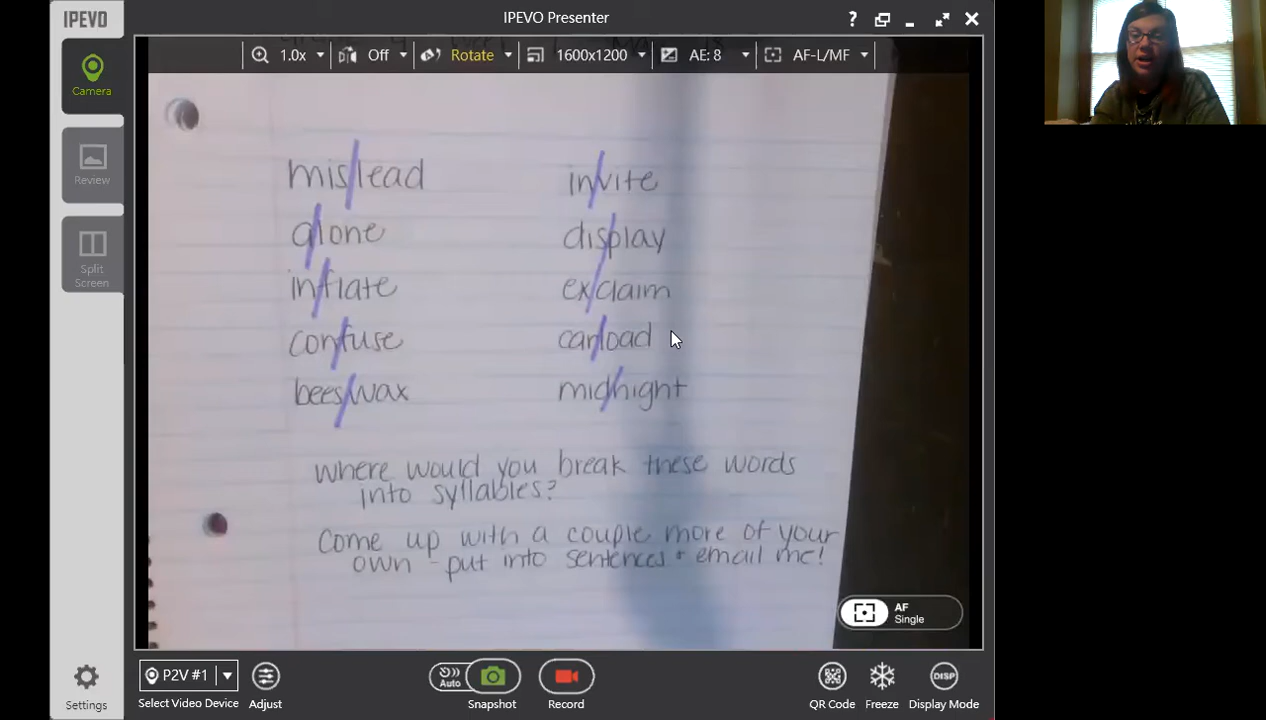 IPEVO
IPEVO Presenter
?
1.0x
Off
Rotate
1600x1200
AE: 8
AF-L/MF
Camera
Review
Split
Screen
Settings
mislead
alone
inflate
confuse
beeswax
invite
display
exclaim
carload
midnight
where would you break these words
into syllables?
Come up with a couple more of your
own - put into sentences + email me!
AF
Single
P2V #1
Select Video Device
Adjust
Auto
Snapshot
Record
QR Code
Freeze
DISP
Display Mode